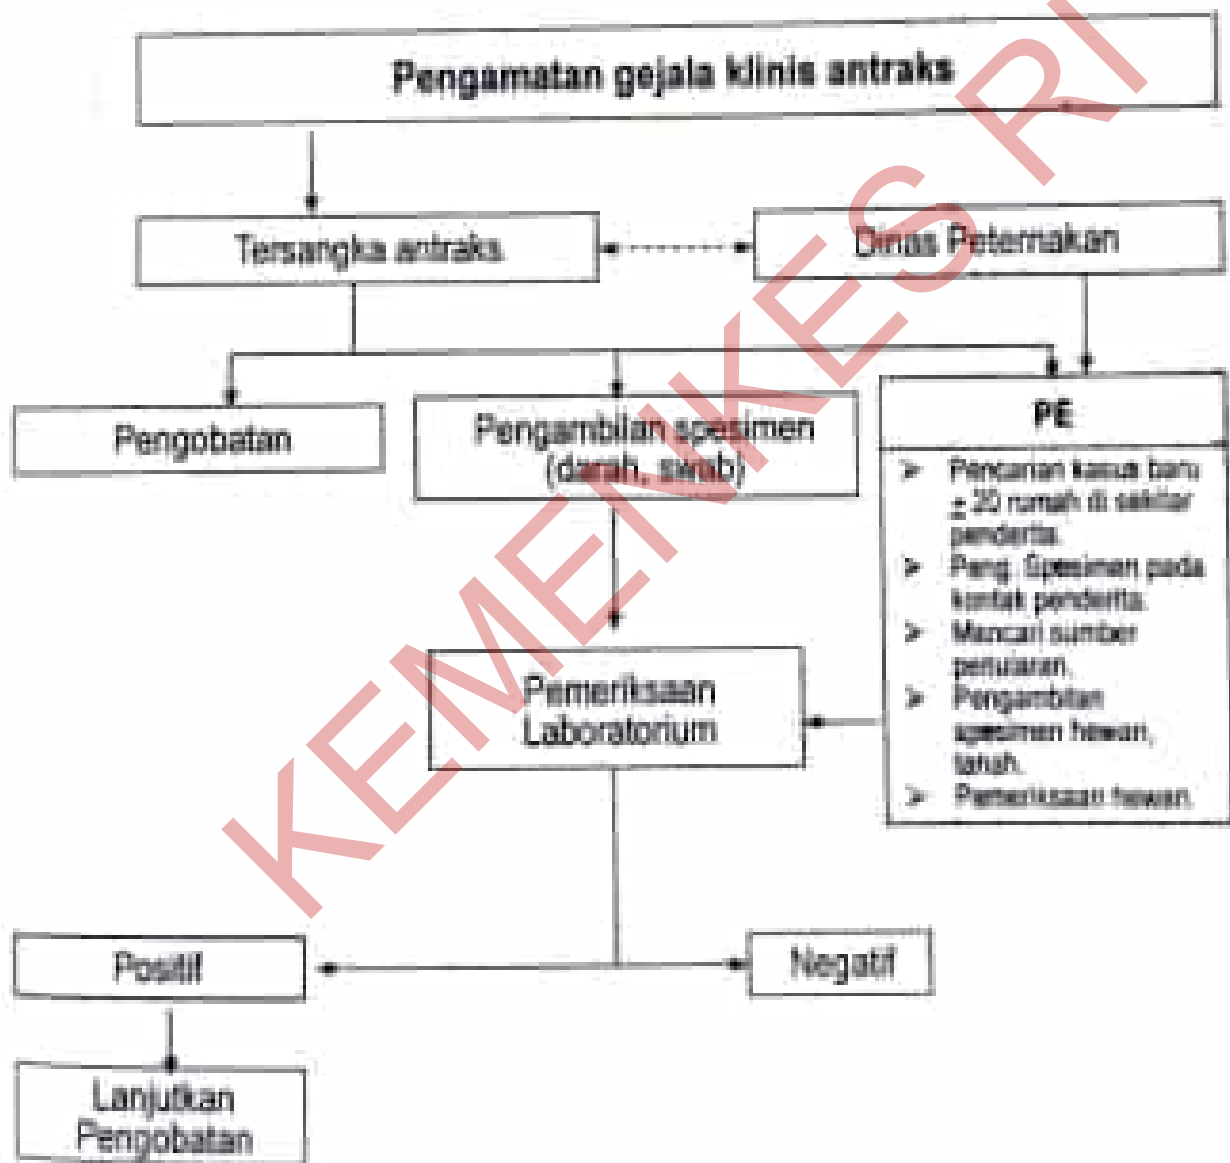 Pengamatan gejala klinis antraks
Tersangka antraks
Dinas Peternakan
Pengobatan
Pengambilan spesimen
(darah, swab)
PE
➢ Pencarian kasus baru
± 20 rumah di sekitar
penderita.
➢ Peng. Spesimen pada
kontak penderita.
➢ Mencari sumber
penularan.
➢ Pengambilan
spesimen hewan,
tanah.
➢ Pemeriksaan hewan.
Pemeriksaan
Laboratorium
Positif
Negatif
Lanjutkan
Pengobatan
KEMENKES RI